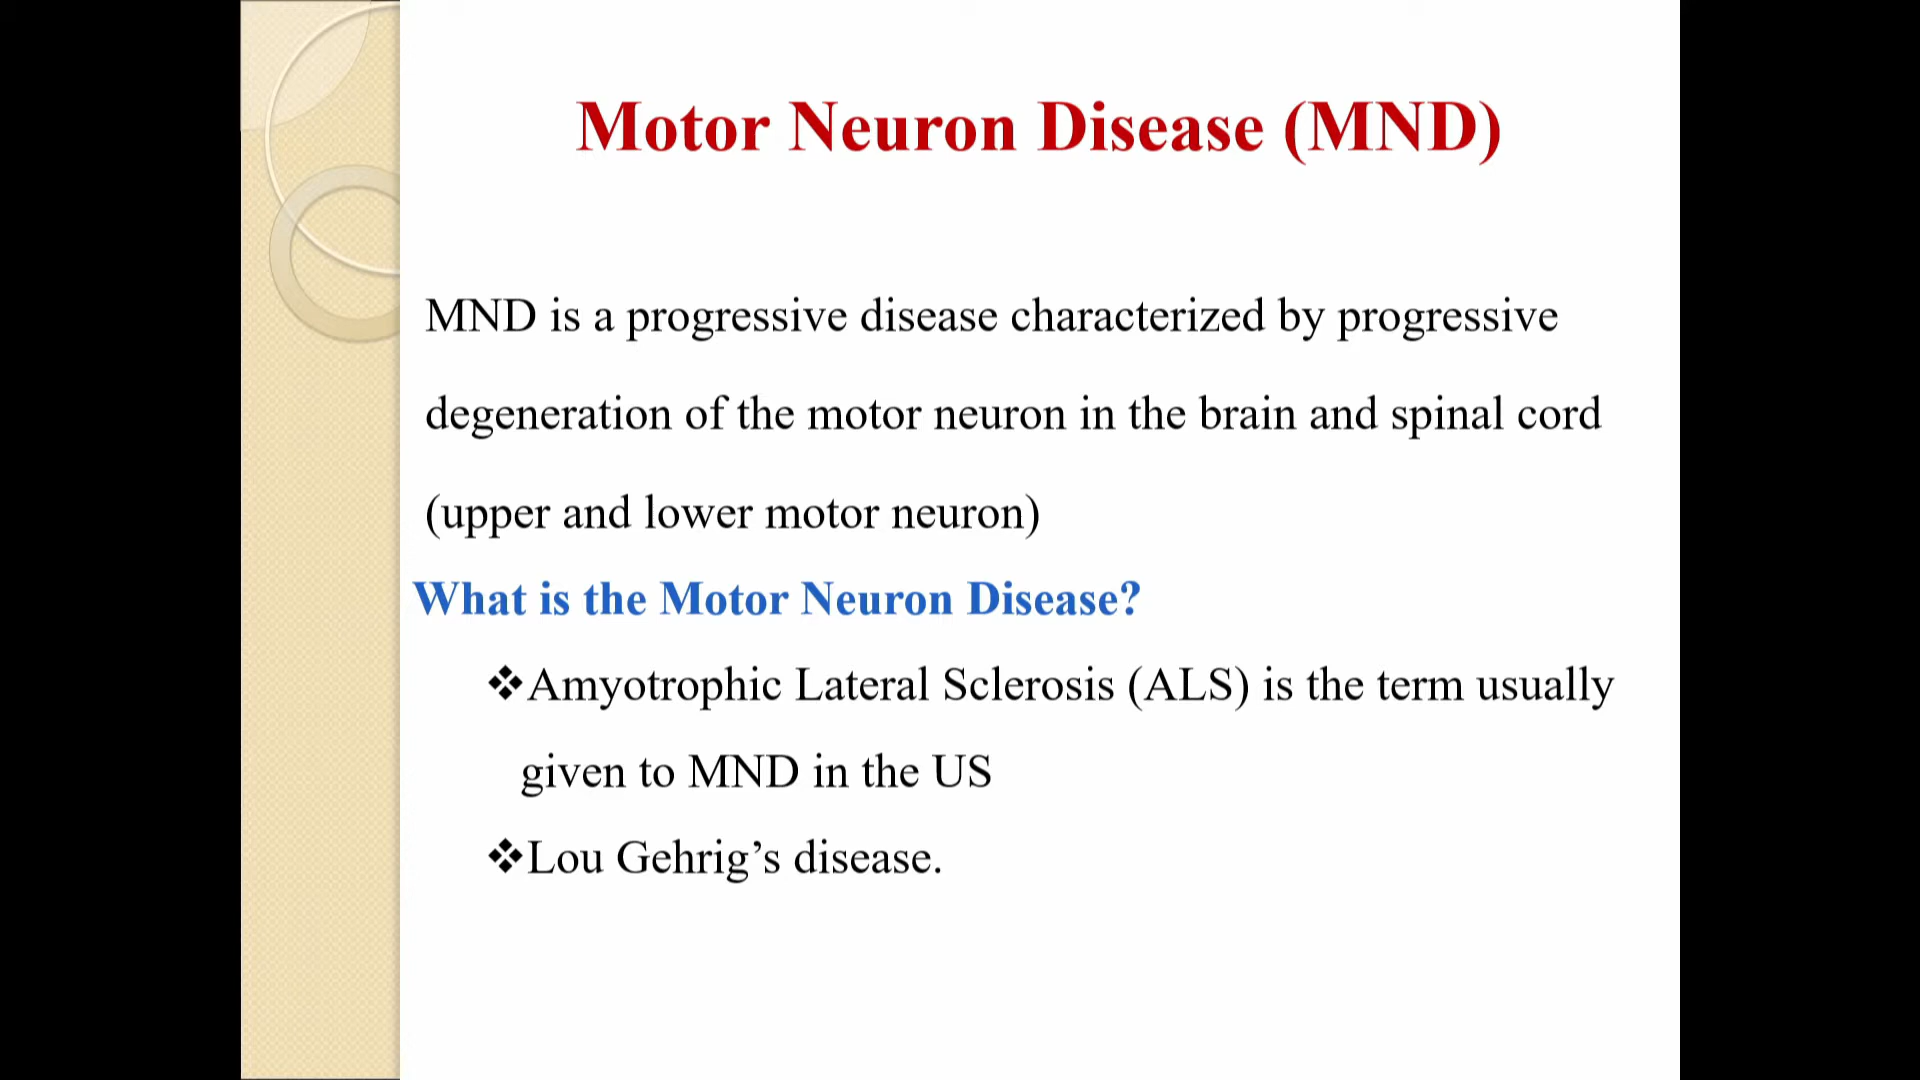 Motor Neuron Disease (MND)
MND is a progressive disease characterized by progressive
degeneration of the motor neuron in the brain and spinal cord
(upper and lower motor neuron)
What is the Motor Neuron Disease?
❖Amyotrophic Lateral Sclerosis (ALS) is the term usually
given to MND in the US
❖Lou Gehrig’s disease.